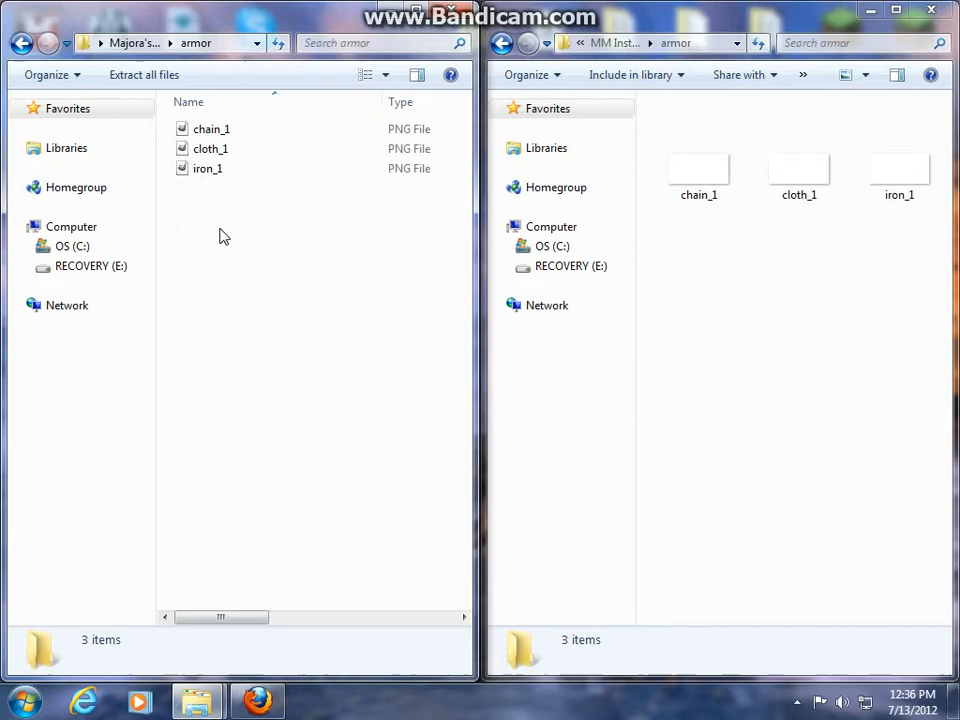 www.Bandicam.com
Majora's... armor
Search armor
Organize Extract all files
Name Type
Favorites
Libraries
Homegroup
Computer
OS (C:)
RECOVERY (E:)
Network
chain_1 PNG File
cloth_1 PNG File
iron_1 PNG File
3 items
« MM Inst... armor
Search armor
Organize Include in library Share with »
Favorites
Libraries
Homegroup
Computer
OS (C:)
RECOVERY (E:)
Network
chain_1 cloth_1 iron_1
3 items
12:36 PM
7/13/2012